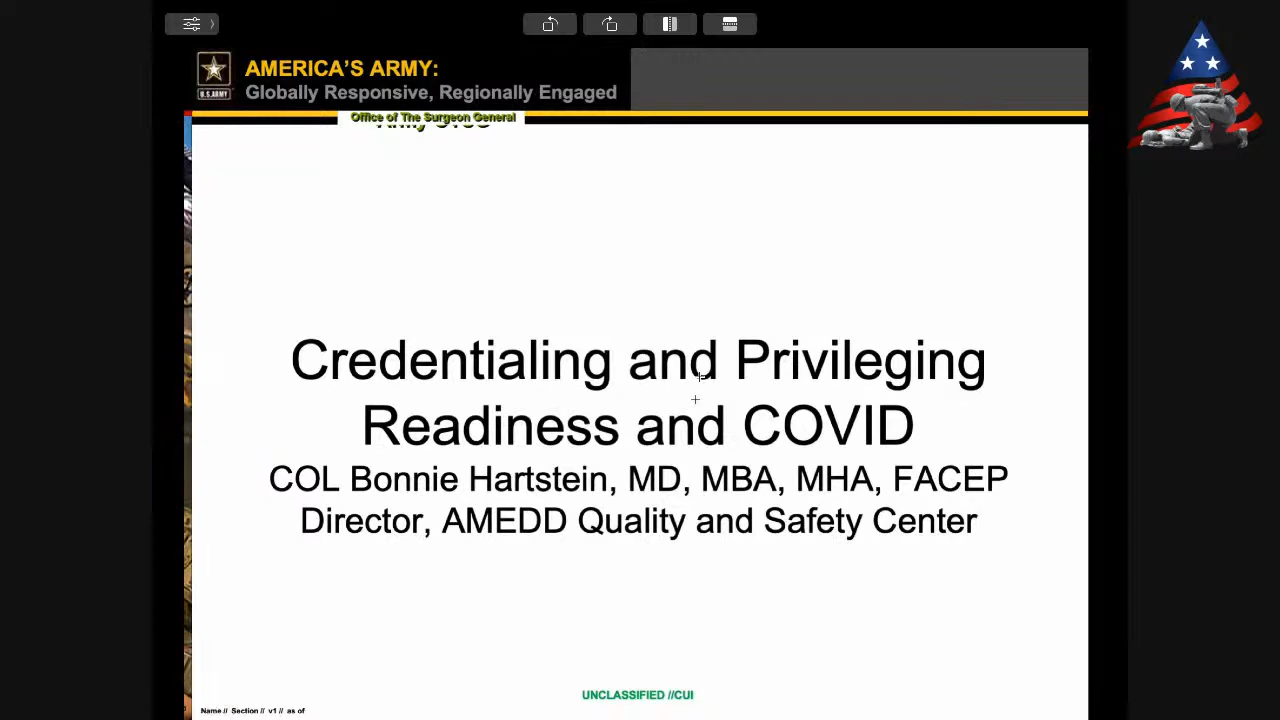 U.S.ARMY
AMERICA'S ARMY:
Globally Responsive, Regionally Engaged
Office of The Surgeon General
Army OTSG
Credentialing and Privileging
Readiness and COVID
COL Bonnie Hartstein, MD, MBA, MHA, FACEP
Director, AMEDD Quality and Safety Center
UNCLASSIFIED //CUI
Name // Section // v1 // as of